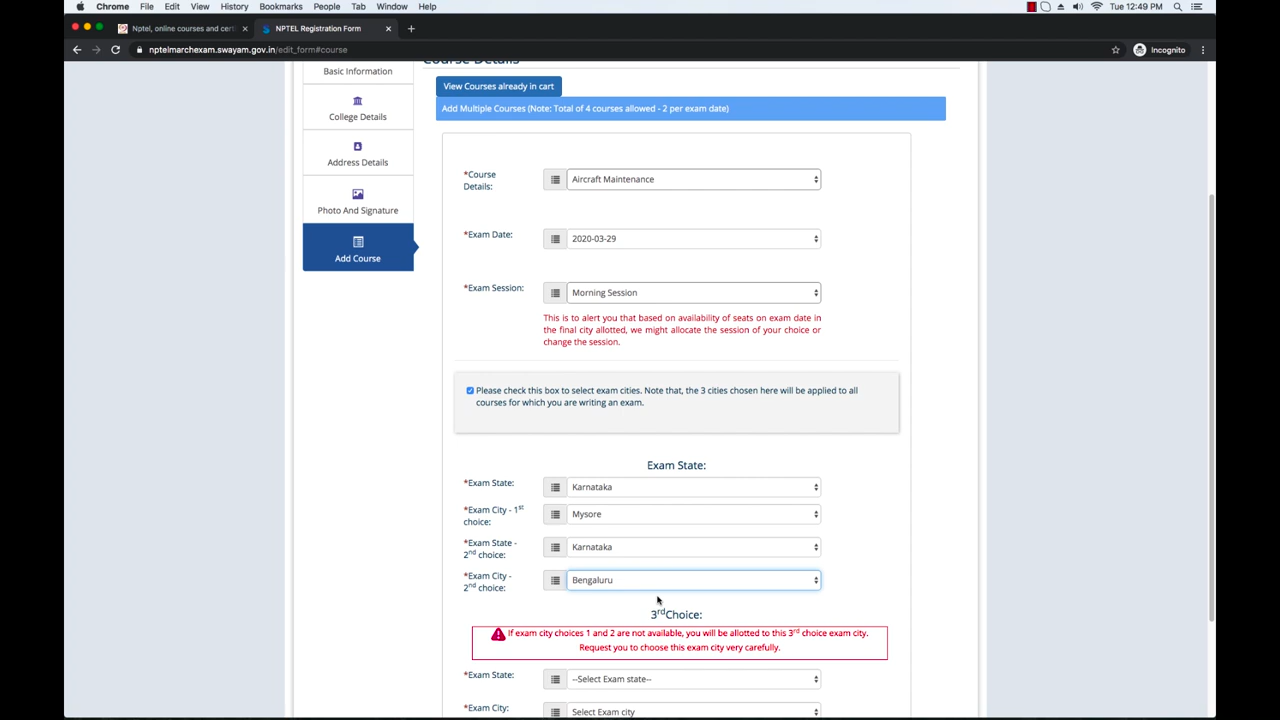 Chrome File Edit View History Bookmarks People Tab Window Help Tue 12:49 PM
Nptel, online courses and cert
NPTEL Registration Form
nptelmarchexam.swayam.gov.in/edit_form#course
Incognito
Basic Information
College Details
Address Details
Photo And Signature
Add Course
Course Details
View Courses already in cart
Add Multiple Courses (Note: Total of 4 courses allowed - 2 per exam date)
*Course Details: Aircraft Maintenance
*Exam Date: 2020-03-29
*Exam Session: Morning Session
This is to alert you that based on availability of seats on exam date in
the final city allotted, we might allocate the session of your choice or
change the session.
Please check this box to select exam cities. Note that, the 3 cities chosen here will be applied to all
courses for which you are writing an exam.
Exam State:
*Exam State: Karnataka
*Exam City - 1st choice: Mysore
*Exam State - 2nd choice: Karnataka
*Exam City - 2nd choice: Bengaluru
3rdChoice:
If exam city choices 1 and 2 are not available, you will be allotted to this 3rd choice exam city.
Request you to choose this exam city very carefully.
*Exam State: --Select Exam state--
*Exam City: Select Exam city